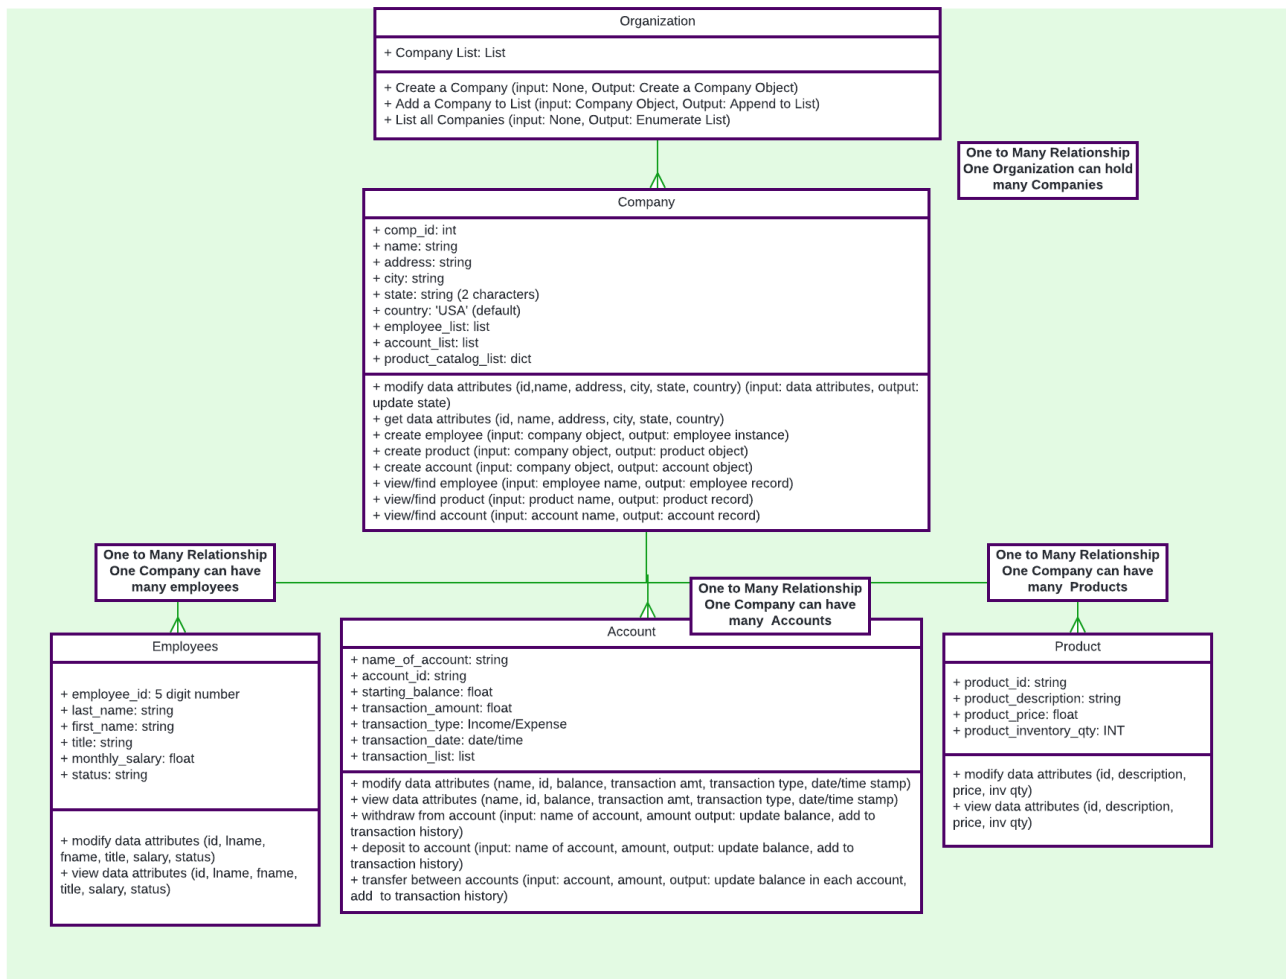 Organization
+ Company List: List
+ Create a Company (input: None, Output: Create a Company Object)
+ Add a Company to List (input: Company Object, Output: Append to List)
+ List all Companies (input: None, Output: Enumerate List)
One to Many Relationship
One Organization can hold
many Companies
Company
+ comp_id: int
+ name: string
+ address: string
+ city: string
+ state: string (2 characters)
+ country: 'USA' (default)
+ employee_list: list
+ account_list: list
+ product_catalog_list: dict
+ modify data attributes (id,name, address, city, state, country) (input: data attributes, output:
update state)
+ get data attributes (id, name, address, city, state, country)
+ create employee (input: company object, output: employee instance)
+ create product (input: company object, output: product object)
+ create account (input: company object, output: account object)
+ view/find employee (input: employee name, output: employee record)
+ view/find product (input: product name, output: product record)
+ view/find account (input: account name, output: account record)
One to Many Relationship
One Company can have
many employees
One to Many Relationship
One Company can have
many  Accounts
One to Many Relationship
One Company can have
many  Products
Employees
+ employee_id: 5 digit number
+ last_name: string
+ first_name: string
+ title: string
+ monthly_salary: float
+ status: string
+ modify data attributes (id, lname,
fname, title, salary, status)
+ view data attributes (id, lname, fname,
title, salary, status)
Account
+ name_of_account: string
+ account_id: string
+ starting_balance: float
+ transaction_amount: float
+ transaction_type: Income/Expense
+ transaction_date: date/time
+ transaction_list: list
+ modify data attributes (name, id, balance, transaction amt, transaction type, date/time stamp)
+ view data attributes (name, id, balance, transaction amt, transaction type, date/time stamp)
+ withdraw from account (input: name of account, amount output: update balance, add to
transaction history)
+ deposit to account (input: name of account, amount, output: update balance, add to
transaction history)
+ transfer between accounts (input: account, amount, output: update balance in each account,
add  to transaction history)
Product
+ product_id: string
+ product_description: string
+ product_price: float
+ product_inventory_qty: INT
+ modify data attributes (id, description,
price, inv qty)
+ view data attributes (id, description,
price, inv qty)